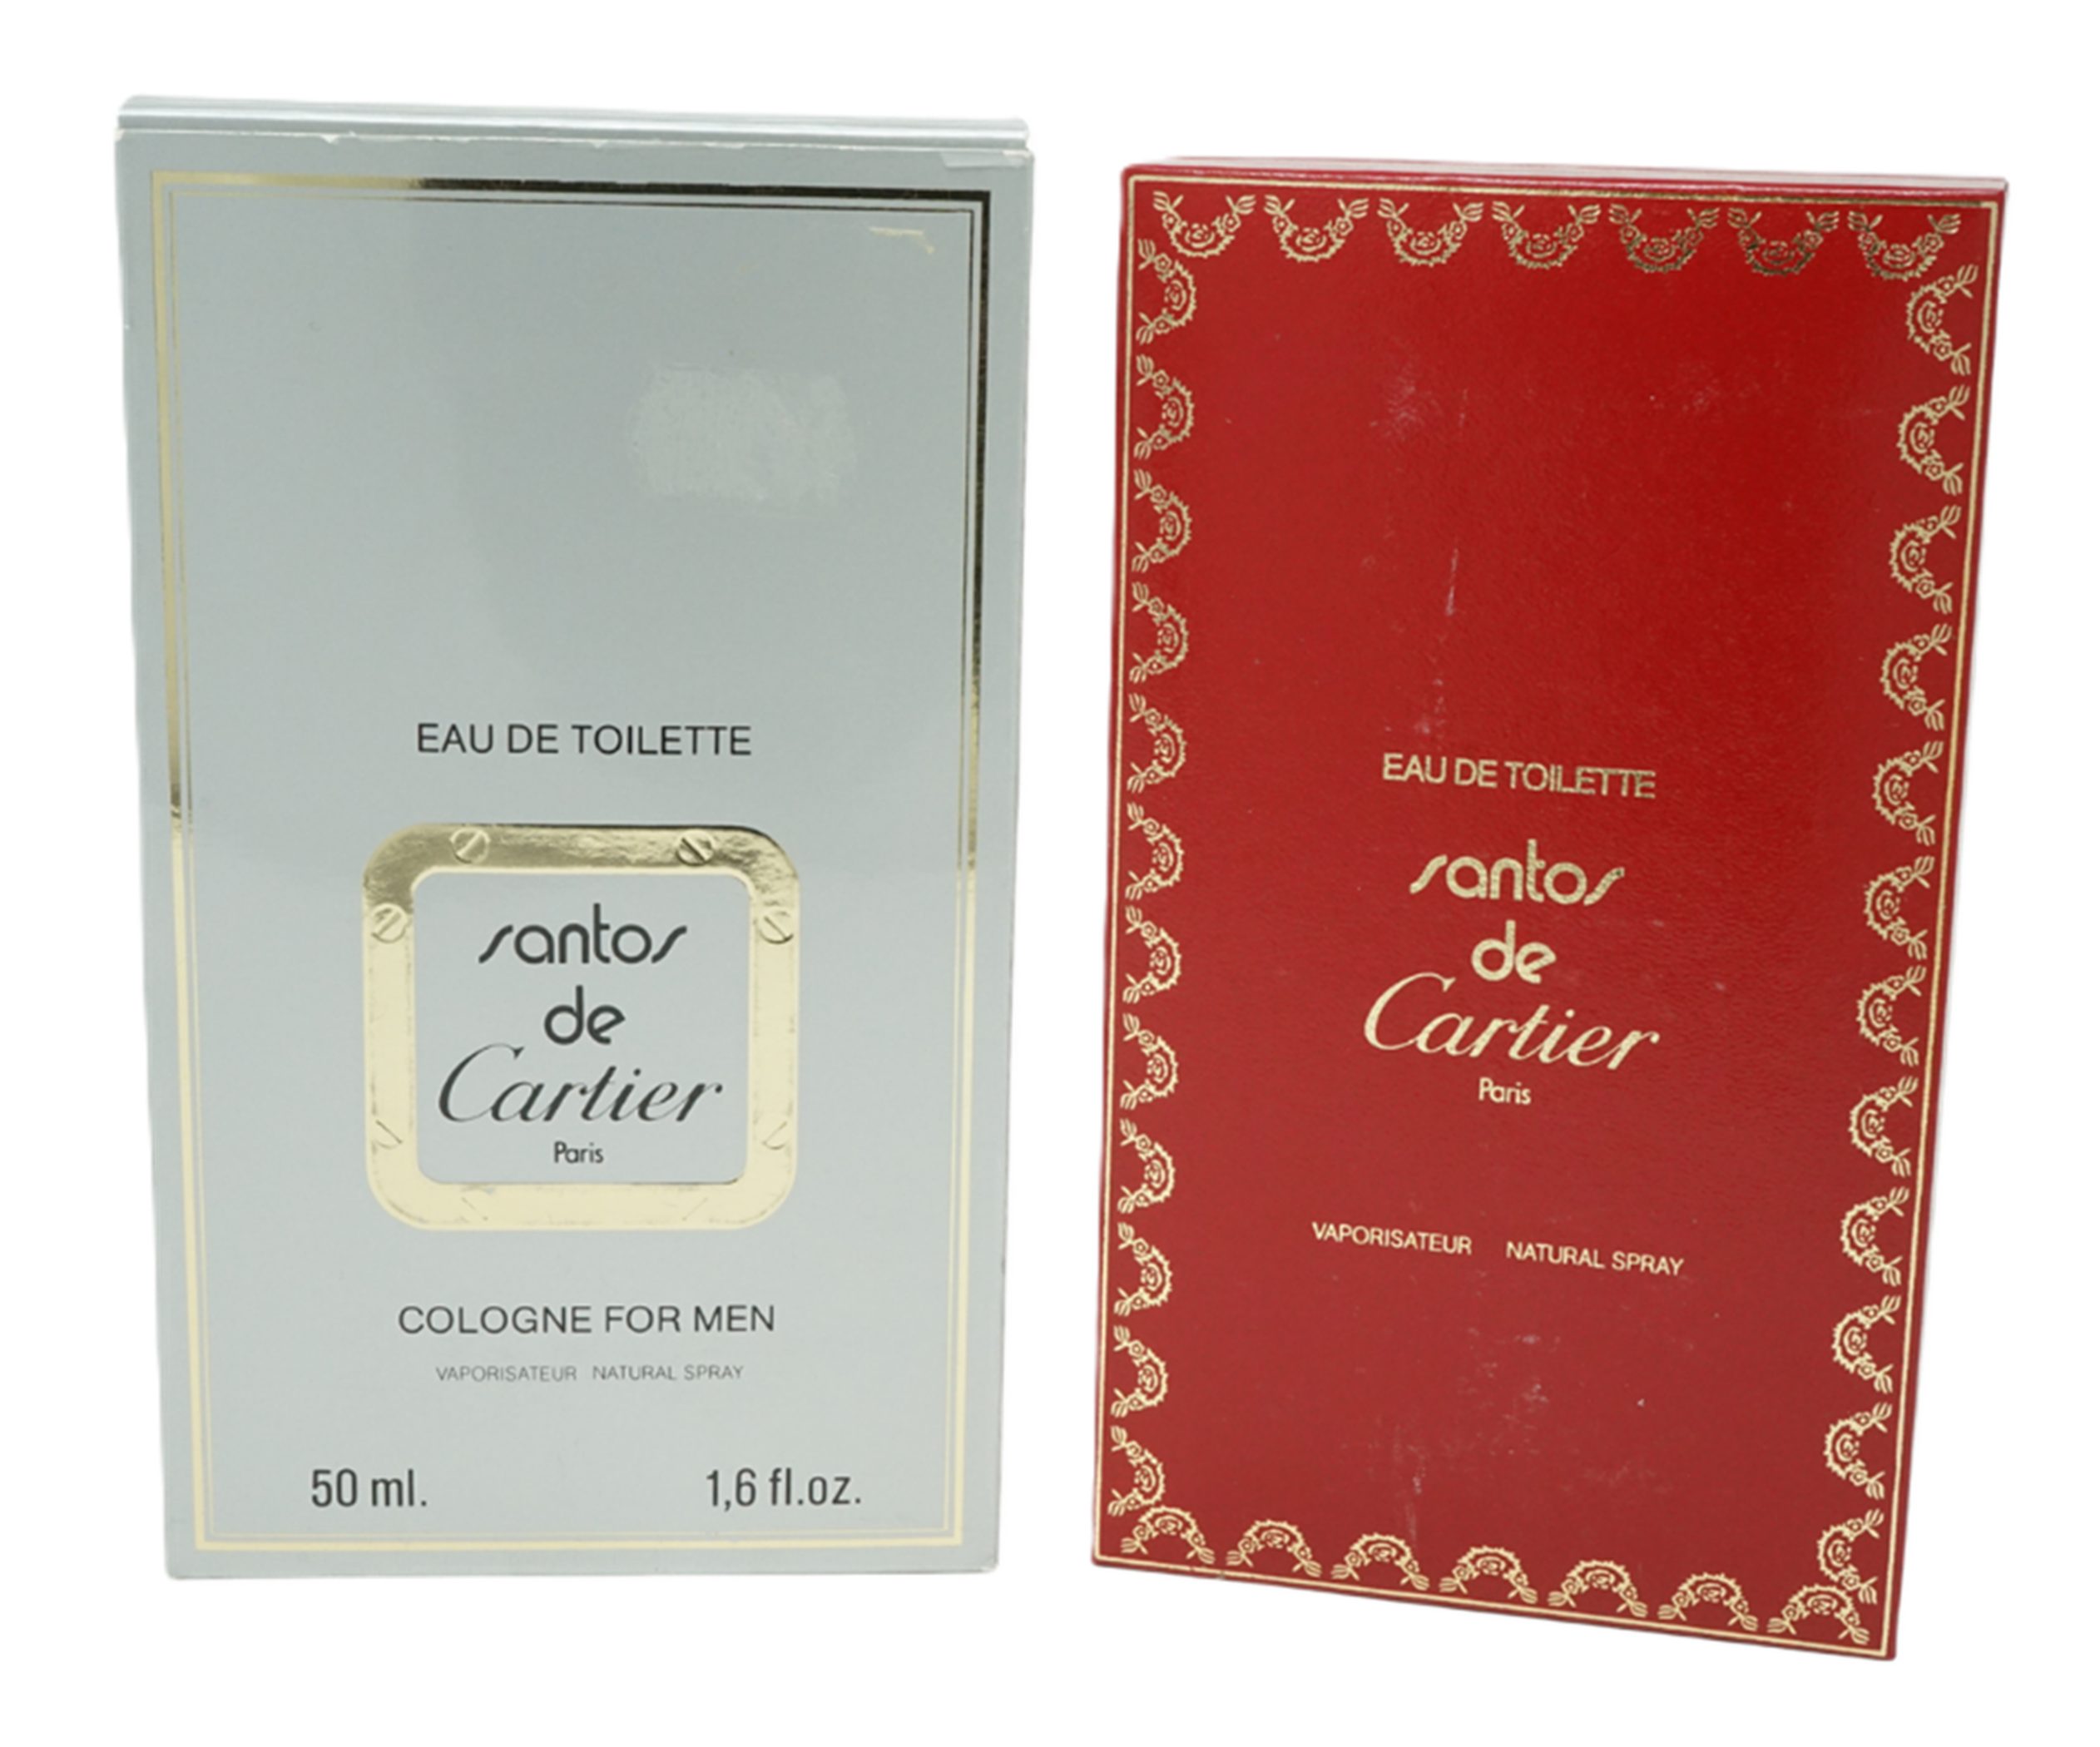 EAU DE TOILETTE
santos
de
Cartier
Paris
COLOGNE FOR MEN
VAPORISATEUR NATURAL SPRAY
50 ml. 1,6 fl.oz.
EAU DE TOILETTE
santos
de
Cartier
Paris
VAPORISATEUR NATURAL SPRAY